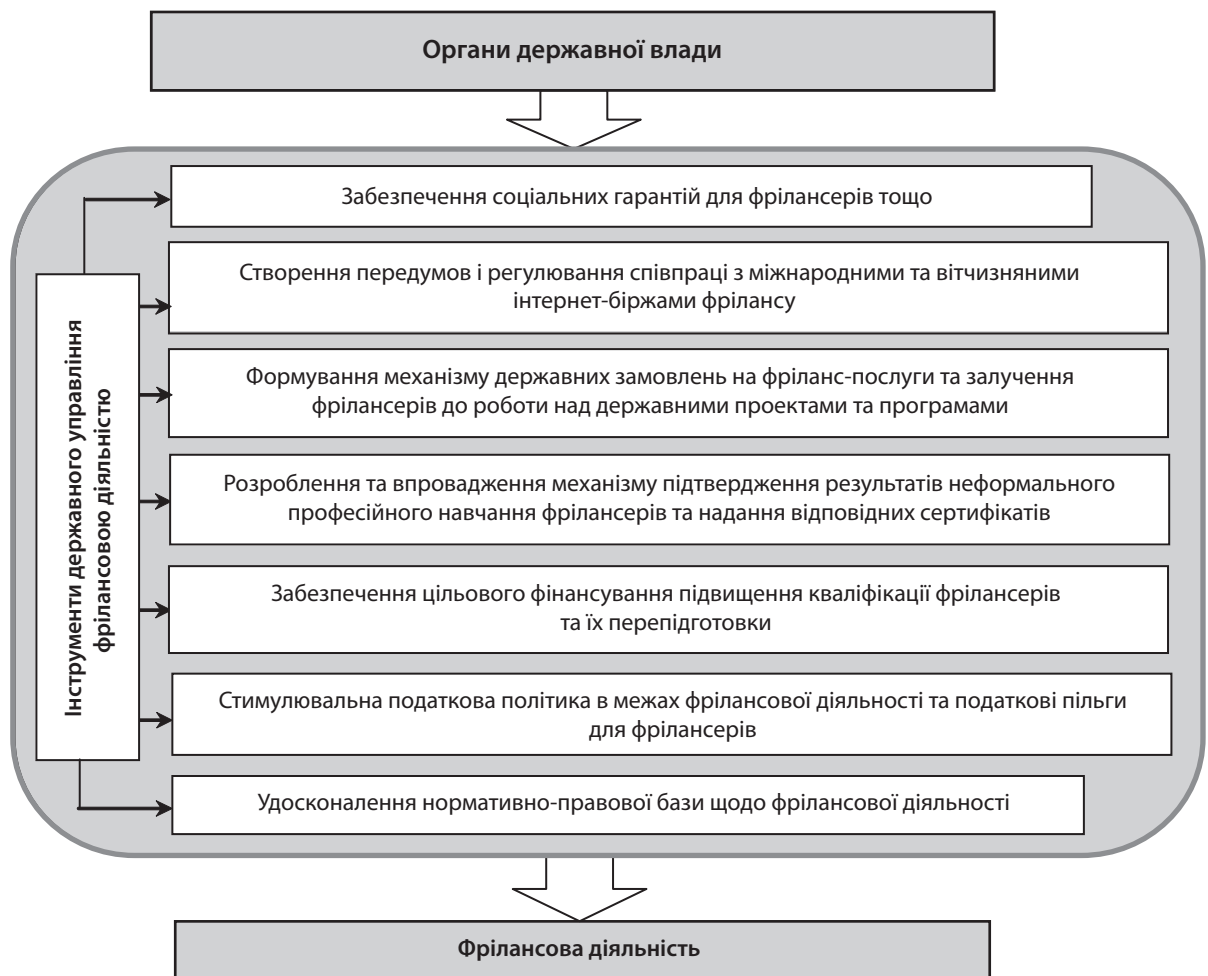 Органи державної влади
Інструменти державного управління
фрілансовою діяльністю
Забезпечення соціальних гарантій для фрілансерів тощо
Створення передумов і регулювання співпраці з міжнародними та вітчизняними
інтернет-біржами фрілансу
Формування механізму державних замовлень на фріланс-послуги та залучення
фрілансерів до роботи над державними проектами та програмами
Розроблення та впровадження механізму підтвердження результатів неформального
професійного навчання фрілансерів та надання відповідних сертифікатів
Забезпечення цільового фінансування підвищення кваліфікації фрілансерів
та їх перепідготовки
Стимулювальна податкова політика в межах фрілансової діяльності та податкові пільги
для фрілансерів
Удосконалення нормативно-правової бази щодо фрілансової діяльності
Фрілансова діяльність